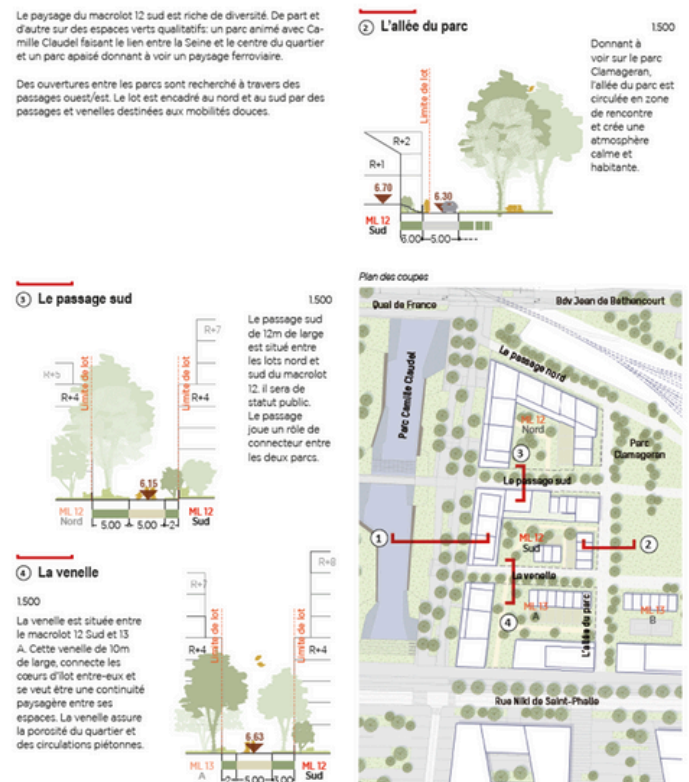 Le paysage du macrolot 12 sud est riche de diversité. De part et
d'autre sur des espaces verts qualitatifs: un parc animé avec Ca-
mille Claudel faisant le lien entre la Seine et le centre du quartier
et un parc apaisé donnant à voir un paysage ferroviaire.
Des ouvertures entre les parcs sont recherché à travers des
passages ouest/est. Le lot est encadré au nord et au sud par des
passages et venelles destinées aux mobilités douces.
2 L'allée du parc
1.500
Donnant à
voir sur le parc
Clamageran,
l'allée du parc est
circulée en zone
de rencontre
et crée une
atmosphère
calme et
habitante.
Limite de lot
R+2
R+1
6.70
6.30
ML 12
Sud
3.00
5.00
3 Le passage sud
1.500
Le passage sud
de 12m de large
est situé entre
les lots nord et
sud du macrolot
12. il sera de
statut public.
Le passage
joue un rôle de
connecteur entre
les deux parcs.
R+7
R+5
R+4
Limite de lot
Limite de lot
R+4
6.15
ML 12
Nord
5.00
5.00
2
ML 12
Sud
4 La venelle
1.500
La venelle est située entre
le macrolot 12 Sud et 13
A. Cette venelle de 10m
de large, connecte les
cœurs d'îlot entre-eux et
se veut être une continuité
paysagère entre ses
espaces. La venelle assure
la porosité du quartier et
des circulations piétonnes.
R+8
R+7
R+4
Limite de lot
Limite de lot
R+4
6.63
ML 13
A
2
5.00
3.00
ML 12
Sud
Plan des coupes
Quai de France
Bdv Jean de Bethencourt
Le passage nord
Parc Camille Claudel
ML 12
Nord
Parc
Clamageran
3
Le passage sud
1
ML 12
Sud
2
La venelle
ML 13
A
4
L'allée du parc
ML 13
B
Rue Niki de Saint-Phalle